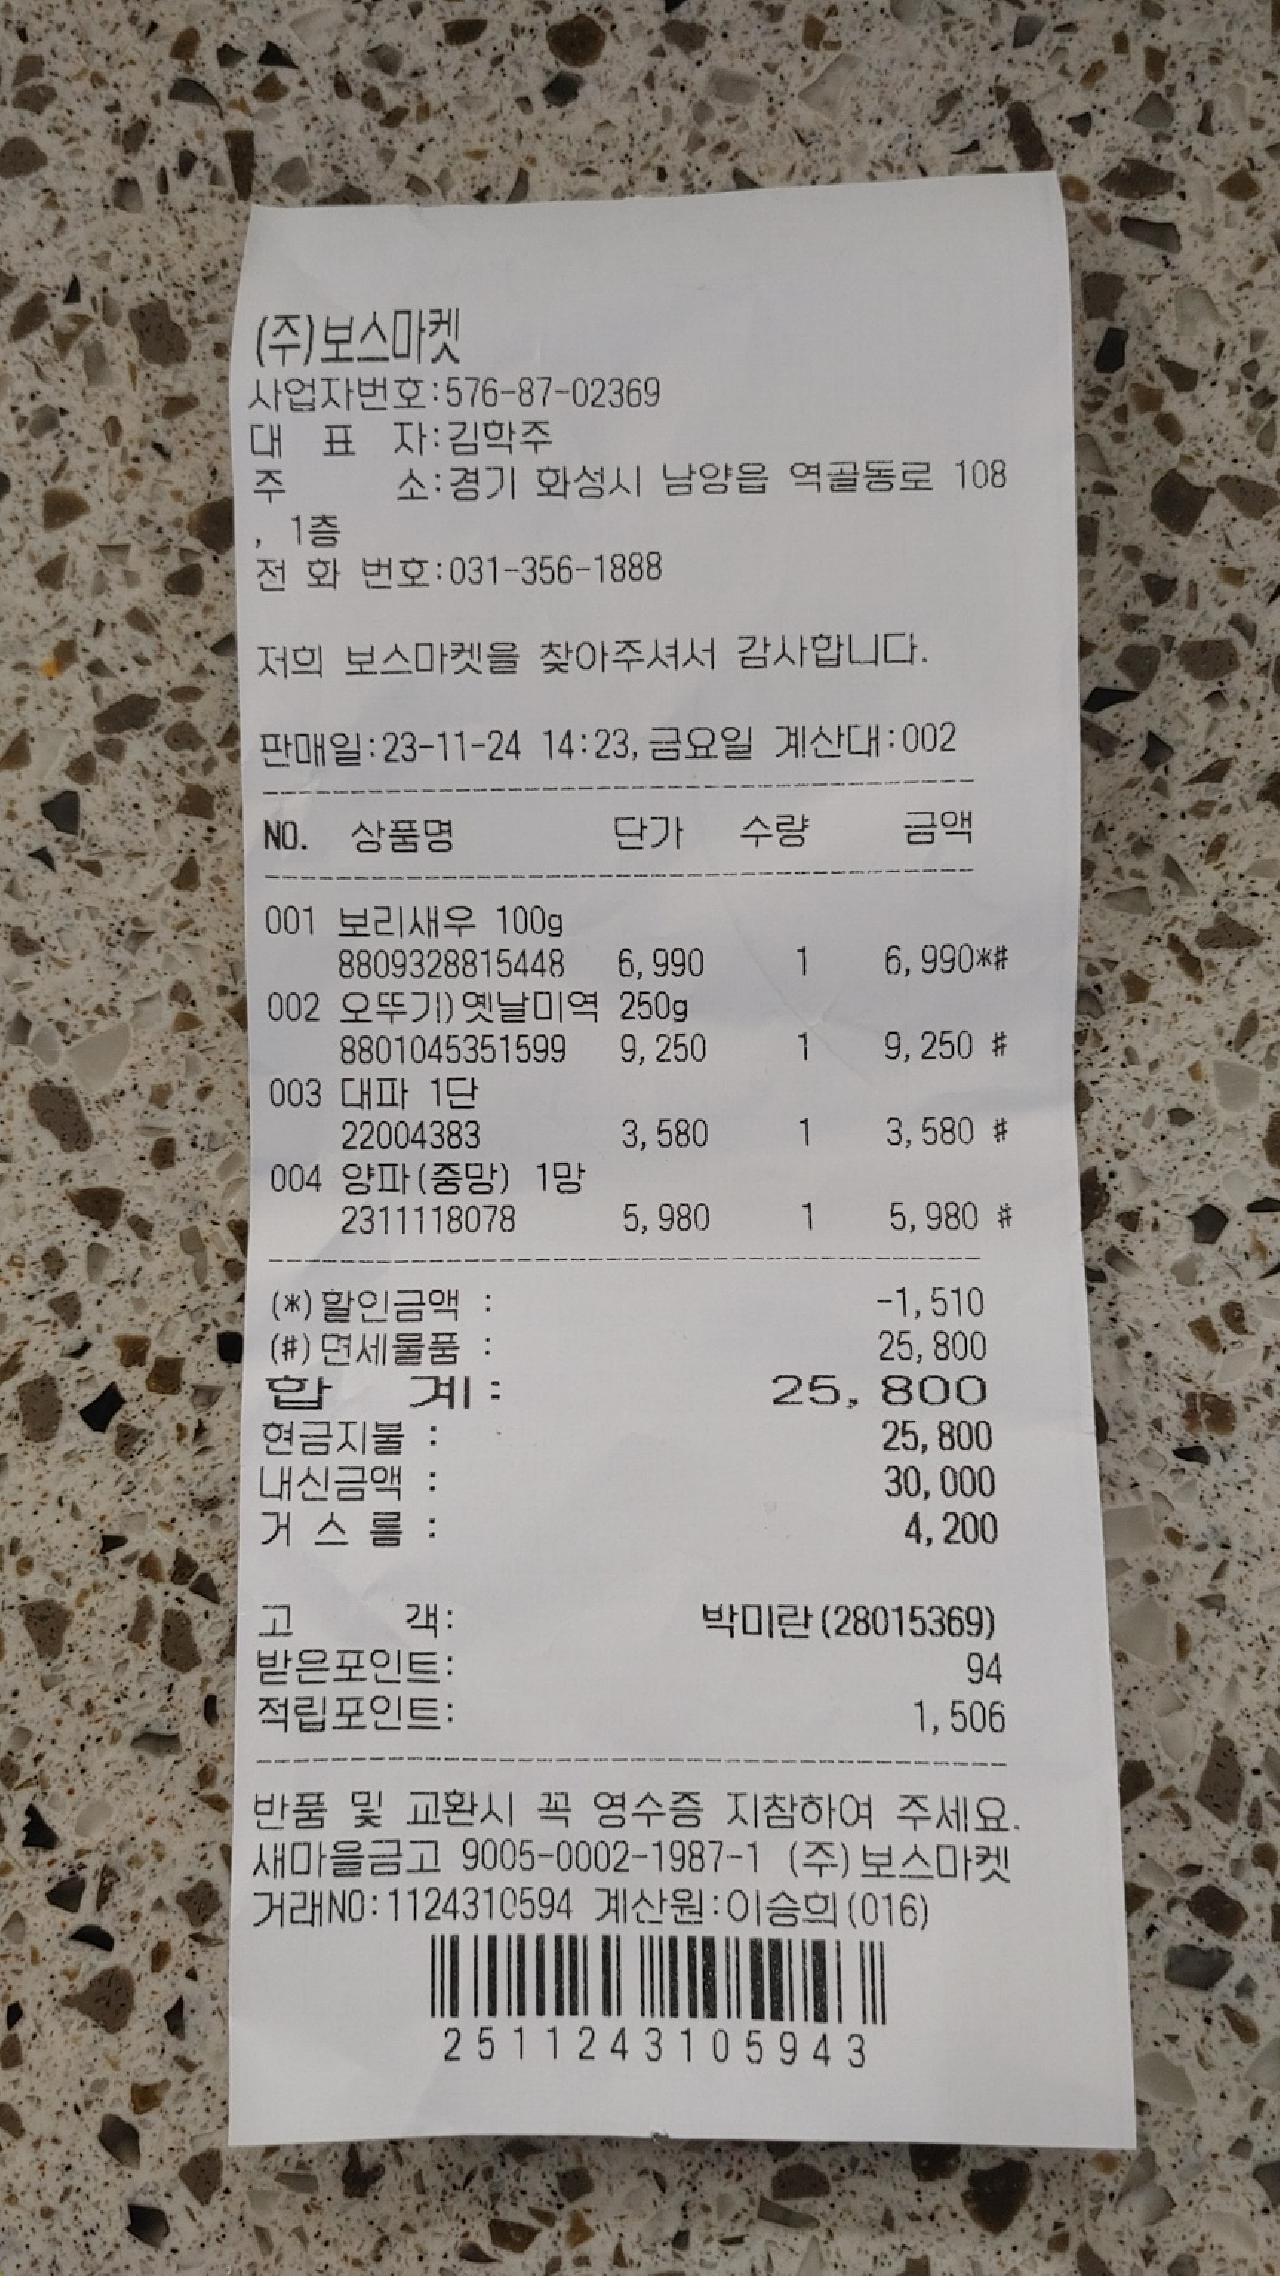 (주)보스마켓
사업자번호:576-87-02369
대 표 자:김학주
주 소:경기 화성시 남양읍 역골동로 108
, 1층
전 화 번호:031-356-1888
저희 보스마켓을 찾아주셔서 감사합니다.
판매일:23-11-24 14:23, 금요일 계산대:002
NO. 상품명 단가 수량 금액
001 보리새우 100g
8809328815448 6,990 1 6,990*#
002 오뚜기)옛날미역 250g
8801045351599 9,250 1 9,250 #
003 대파 1단
22004383 3,580 1 3,580 #
004 양파(중망) 1망
2311118078 5,980 1 5,980 #
(*)할인금액 : -1,510
(#)면세물품 : 25,800
합 계: 25,800
현금지불 : 25,800
내신금액 : 30,000
거 스 름 : 4,200
고 객: 박미란(28015369)
받은포인트: 94
적립포인트: 1,506
반품 및 교환시 꼭 영수증 지참하여 주세요.
새마을금고 9005-0002-1987-1 (주)보스마켓
거래NO:1124310594 계산원:이승희(016)
2511243105943